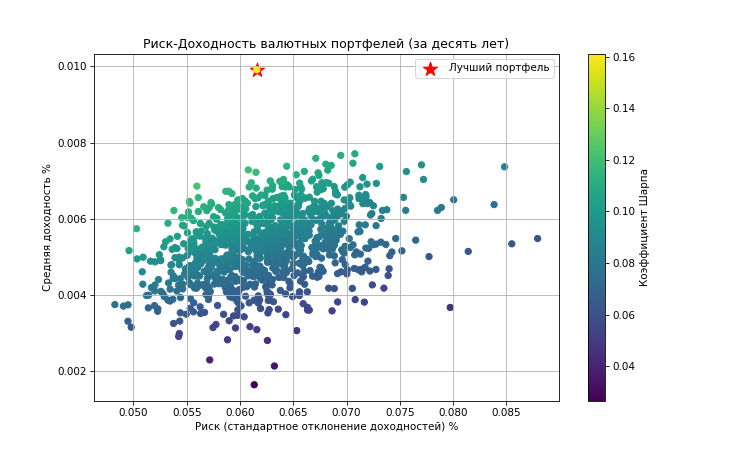 Риск-Доходность валютных портфелей (за десять лет)
Лучший портфель
Средняя доходность %
0.010
0.008
0.006
0.004
0.002
0.050 0.055 0.060 0.065 0.070 0.075 0.080 0.085
Риск (стандартное отклонение доходностей) %
0.16
0.14
0.12
0.10
0.08
0.06
0.04
Коэффициент Шарпа